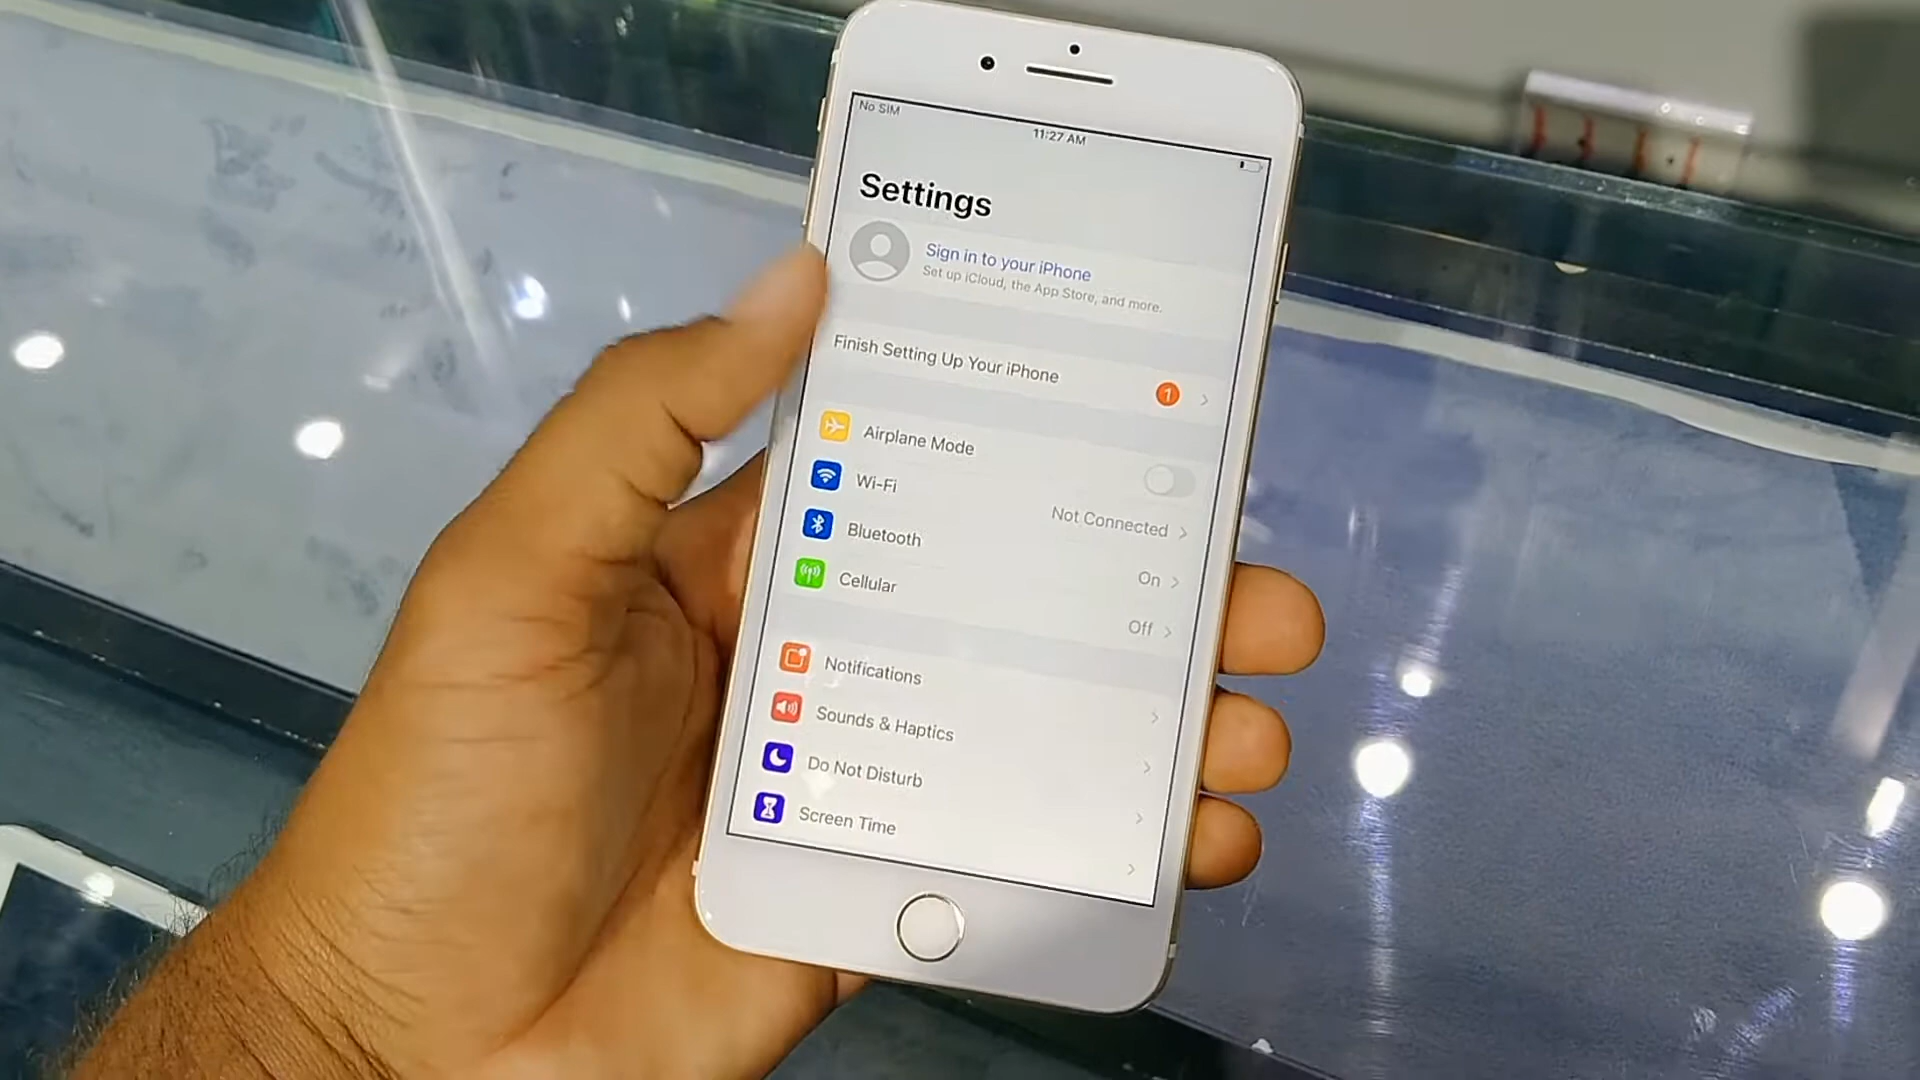 No SIM
11:27 AM
Settings
Sign in to your iPhone
Set up iCloud, the App Store, and more.
Finish Setting Up Your iPhone
1
Airplane Mode
Wi-Fi
Not Connected
Bluetooth
On
Cellular
Off
Notifications
Sounds & Haptics
Do Not Disturb
Screen Time